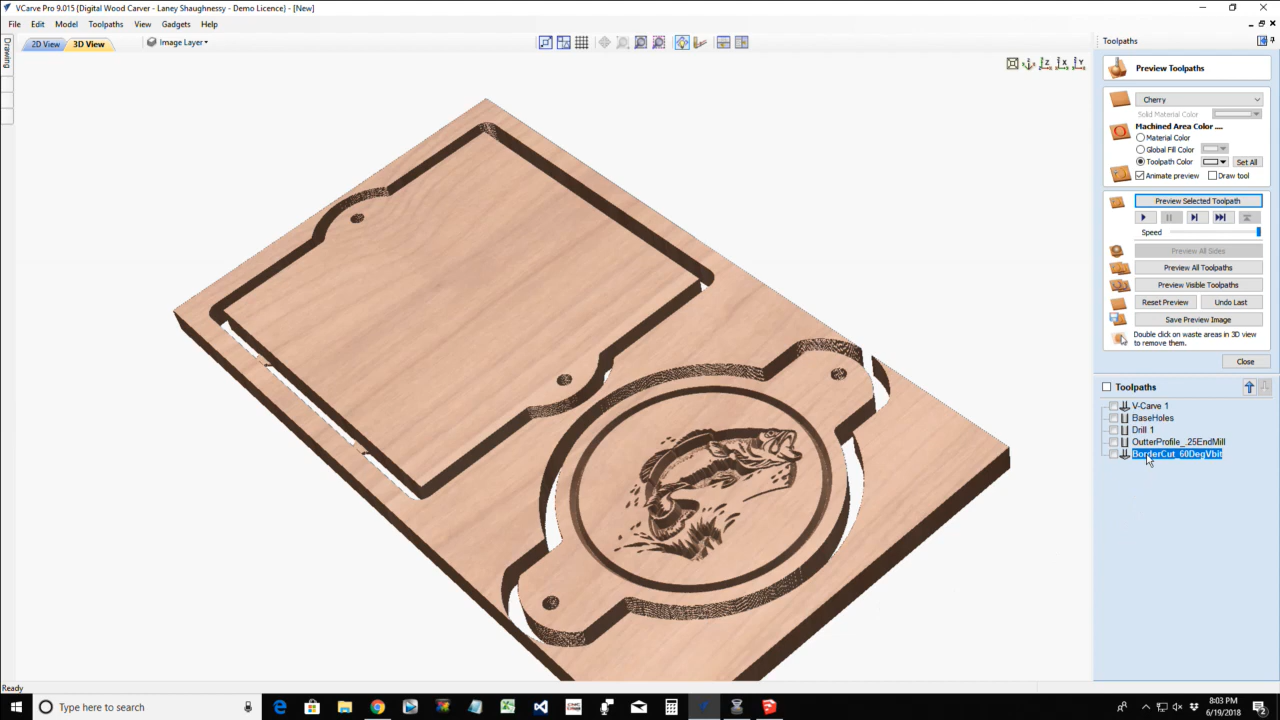 VCarve Pro 9.015 {Digital Wood Carver - Laney Shaughnessy - Demo Licence} - [New]
File Edit Model Toolpaths View Gadgets Help
2D View 3D View Image Layer
Drawing
Toolpaths
Preview Toolpaths
Cherry
Solid Material Color
Machined Area Color ....
Material Color
Global Fill Color
Toolpath Color Set All
Animate preview Draw tool
Preview Selected Toolpath
Speed
Preview All Sides
Preview All Toolpaths
Preview Visible Toolpaths
Reset Preview Undo Last
Save Preview Image
Double click on waste areas in 3D view
to remove them.
Close
Toolpaths
V-Carve 1
BaseHoles
Drill 1
OutterProfile_.25EndMill
BorderCut_60DegVbit
Ready
Type here to search
8:03 PM
6/19/2018